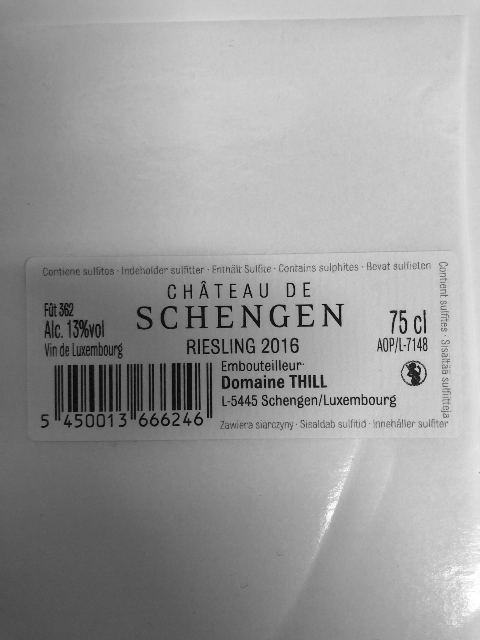 Contiene sulfitos · Indeholder sulfitter · Enthält Sulfite · Contains sulphites · Bevat sulfieten
Contient sulfites · Sisältää sulfiitteja
CHÂTEAU DE
SCHENGEN
RIESLING 2016
Fût 362
Alc. 13%vol
Vin de Luxembourg
75 cl
AOP/L-7148
Embouteilleur
Domaine THILL
L-5445 Schengen/Luxembourg
5 450013 666246
Zawiera siarczyny · Sisaldab sulfitid · Innehåller sulfiter